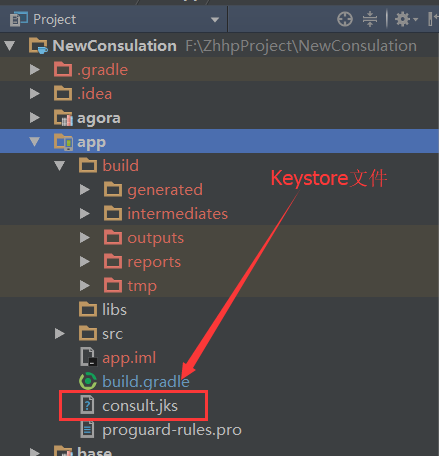 Project
NewConsulation F:\ZhhpProject\NewConsulation
.gradle
.idea
agora
app
build
Keystore文件
generated
intermediates
outputs
reports
tmp
libs
src
app.iml
build.gradle
consult.jks
proguard-rules.pro
base